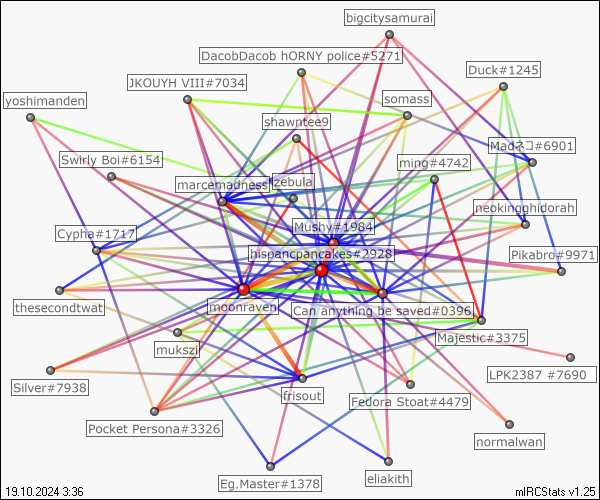 bigcitysamurai
DacobDacob hORNY police#5271
Duck#1245
JKOUYH VIII#7034
yoshimanden
somass
shawntee9
Madネコ#6901
Swirly Boi#6154
ming#4742
marcemadness
zebula
neokingghidorah
Mushy#1984
Cypha#1717
hispancpancakes#2928
Pikabro#9971
thesecondtwat
moonraven
Can anything be saved#0396
Majestic#3375
mukszi
LPK2387 #7690
Silver#7938
frisout
Fedora Stoat#4479
Pocket Persona#3326
normalwan
eliakith
Eg.Master#1378
19.10.2024 3:36
mIRCStats v1.25